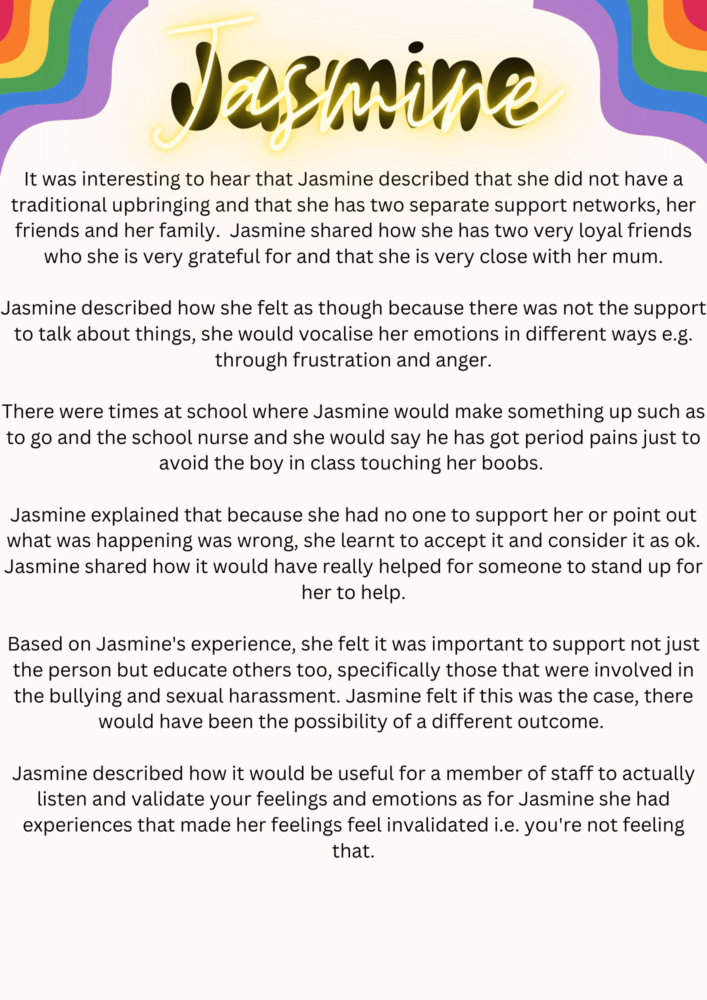 Jasmine
Jasmine
It was interesting to hear that Jasmine described that she did not have a
traditional upbringing and that she has two separate support networks, her
friends and her family.  Jasmine shared how she has two very loyal friends
who she is very grateful for and that she is very close with her mum.
Jasmine described how she felt as though because there was not the support
to talk about things, she would vocalise her emotions in different ways e.g.
through frustration and anger.
There were times at school where Jasmine would make something up such as
to go and the school nurse and she would say he has got period pains just to
avoid the boy in class touching her boobs.
Jasmine explained that because she had no one to support her or point out
what was happening was wrong, she learnt to accept it and consider it as ok.
Jasmine shared how it would have really helped for someone to stand up for
her to help.
Based on Jasmine's experience, she felt it was important to support not just
the person but educate others too, specifically those that were involved in
the bullying and sexual harassment. Jasmine felt if this was the case, there
would have been the possibility of a different outcome.
Jasmine described how it would be useful for a member of staff to actually
listen and validate your feelings and emotions as for Jasmine she had
experiences that made her feelings feel invalidated i.e. you're not feeling
that.